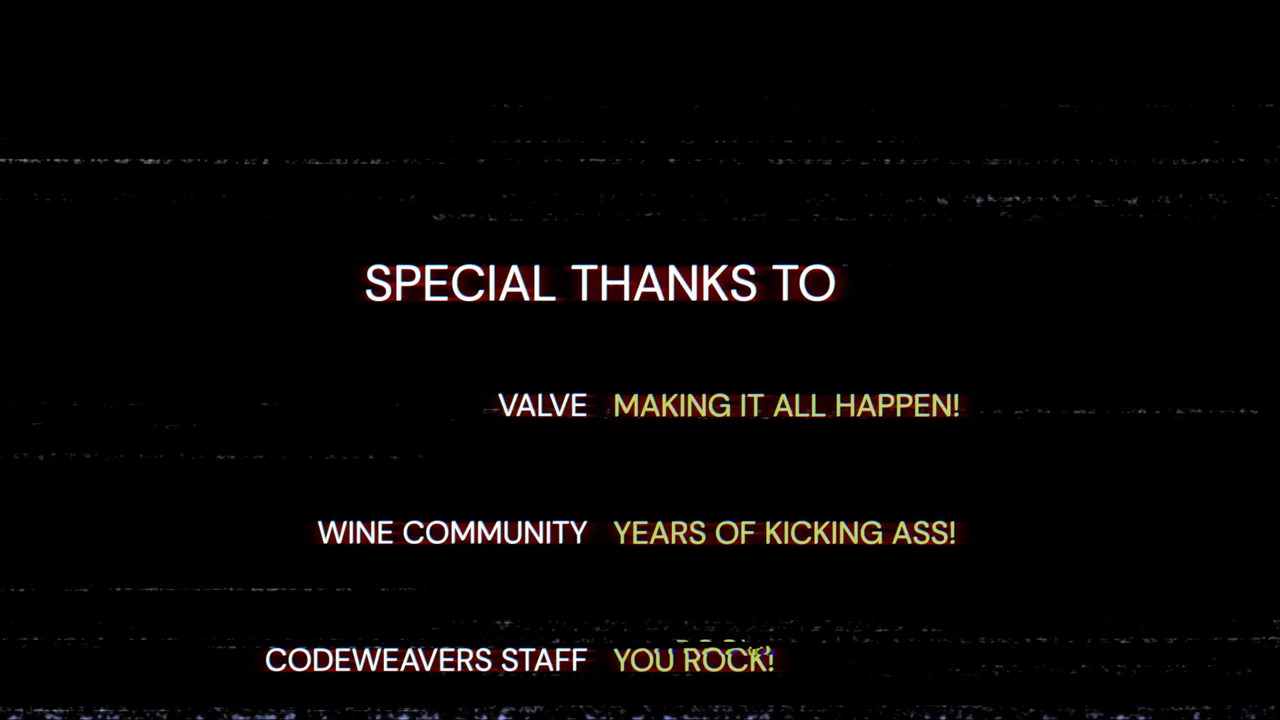 SPECIAL THANKS TO
VALVE MAKING IT ALL HAPPEN!
WINE COMMUNITY YEARS OF KICKING ASS!
CODEWEAVERS STAFF YOU ROCK!